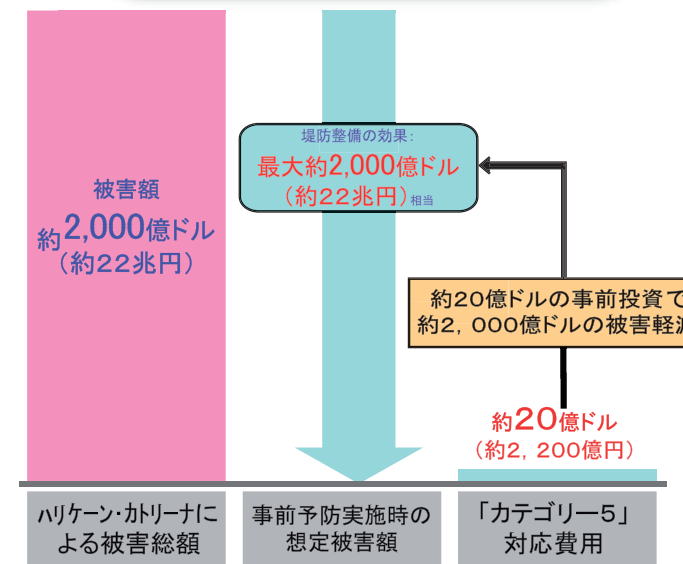 被害額
約2,000億ドル
（約２２兆円）
堤防整備の効果：
最大約2,000億ドル
（約２２兆円）相当
約２０億ドルの事前投資で
約２，０００億ドルの被害軽減
約２０億ドル
（約２，２００億円）
ハリケーン・カトリーナに
よる被害総額
事前予防実施時の
想定被害額
「カテゴリー５」
対応費用